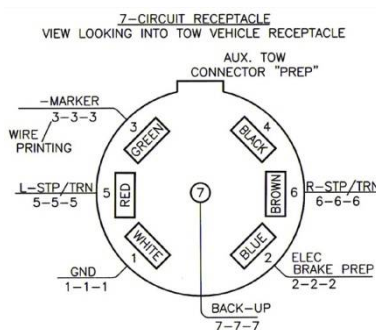 7-CIRCUIT RECEPTACLE
VIEW LOOKING INTO TOW VEHICLE RECEPTACLE
AUX. TOW
CONNECTOR "PREP"
-MARKER
3-3-3
WIRE
PRINTING
3
GREEN
4
BLACK
L-STP/TRN
5-5-5
5
RED
7
BROWN
6
R-STP/TRN
6-6-6
WHITE
1
BLUE
2
GND
1-1-1
ELEC
BRAKE PREP
2-2-2
BACK-UP
7-7-7